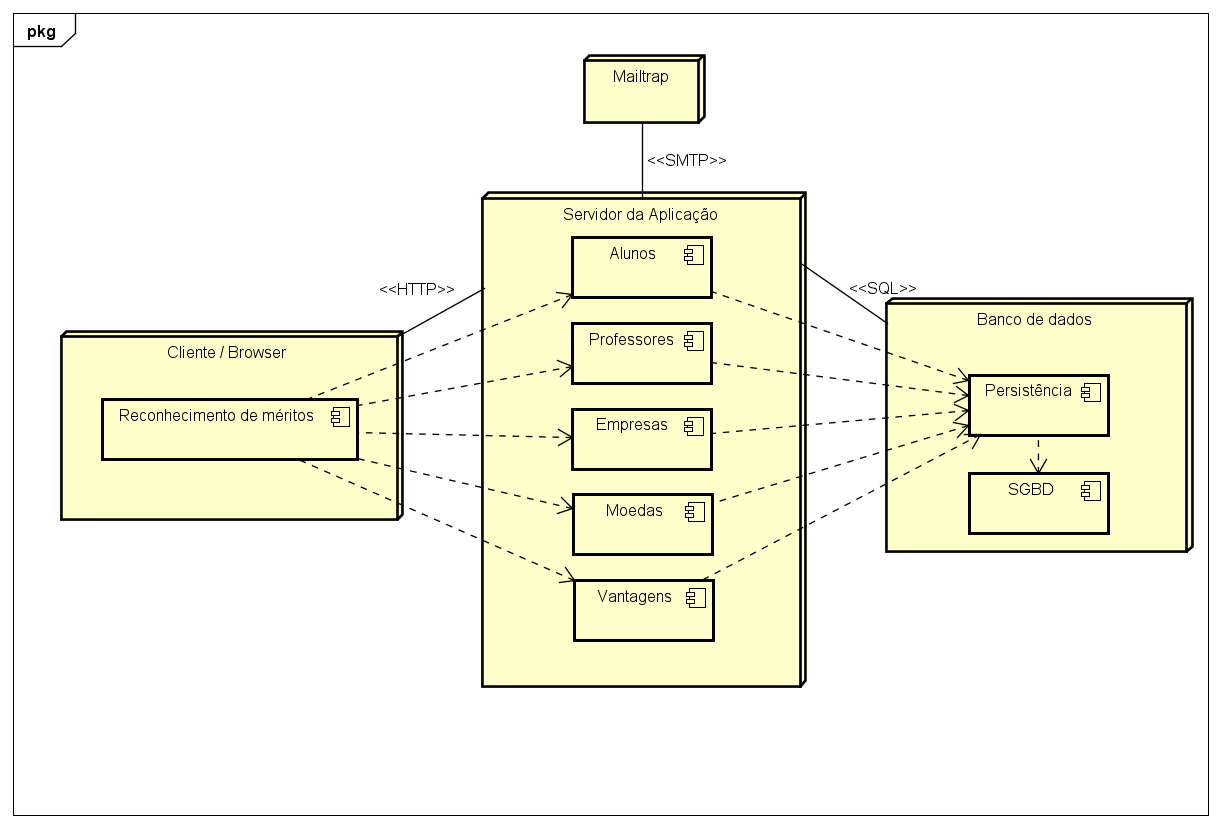 pkg
Mailtrap
<<SMTP>>
Servidor da Aplicação
Alunos
<<HTTP>>
<<SQL>>
Banco de dados
Professores
Cliente / Browser
Persistência
Reconhecimento de méritos
Empresas
SGBD
Moedas
Vantagens